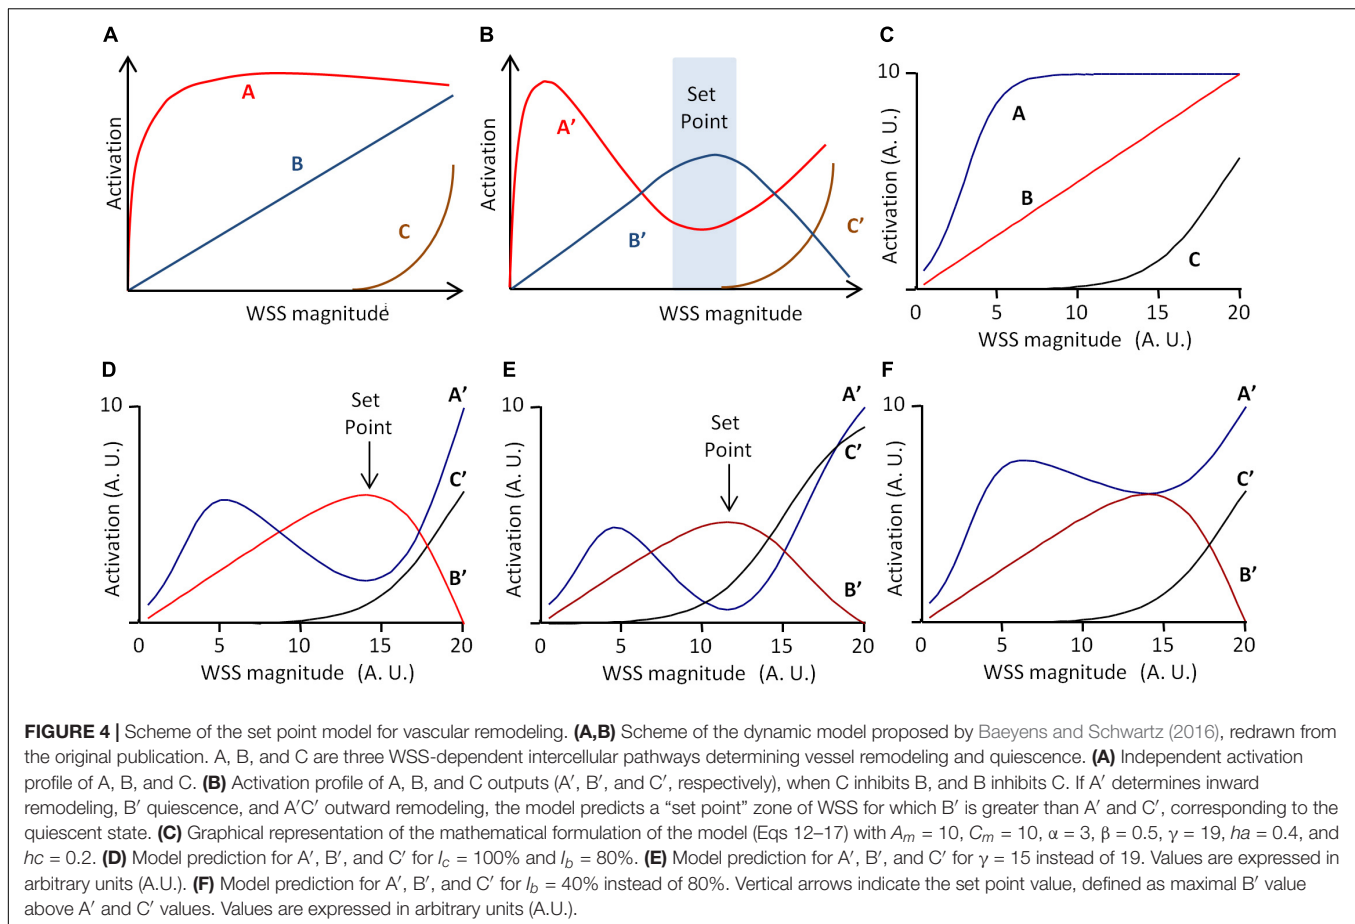 A
Activation
A
B
C
WSS magnitude
B
Activation
A’
Set
Point
B’
C’
WSS magnitude
C
Activation (A. U.)
10
A
B
C
0 5 10 15 20
WSS magnitude (A. U.)
D
Activation (A. U.)
10
Set
Point
A’
C’
B’
0 5 10 15 20
WSS magnitude (A. U.)
E
Activation (A. U.)
10
Set
Point
A’
C’
B’
0 5 10 15 20
WSS magnitude (A. U.)
F
Activation (A. U.)
10
A’
C’
B’
0 5 10 15 20
WSS magnitude (A. U.)
FIGURE 4 | Scheme of the set point model for vascular remodeling. (A,B) Scheme of the dynamic model proposed by Baeyens and Schwartz (2016), redrawn from
the original publication. A, B, and C are three WSS-dependent intercellular pathways determining vessel remodeling and quiescence. (A) Independent activation
profile of A, B, and C. (B) Activation profile of A, B, and C outputs (A′, B′, and C′, respectively), when C inhibits B, and B inhibits C. If A′ determines inward
remodeling, B′ quiescence, and A′C′ outward remodeling, the model predicts a “set point” zone of WSS for which B′ is greater than A′ and C′, corresponding to the
quiescent state. (C) Graphical representation of the mathematical formulation of the model (Eqs 12–17) with Am = 10, Cm = 10, α = 3, β = 0.5, γ = 19, ha = 0.4, and
hc = 0.2. (D) Model prediction for A′, B′, and C′ for Ic = 100% and Ib = 80%. (E) Model prediction for A′, B′, and C′ for γ = 15 instead of 19. Values are expressed in
arbitrary units (A.U.). (F) Model prediction for A′, B′, and C′ for Ib = 40% instead of 80%. Vertical arrows indicate the set point value, defined as maximal B′ value
above A′ and C′ values. Values are expressed in arbitrary units (A.U.).